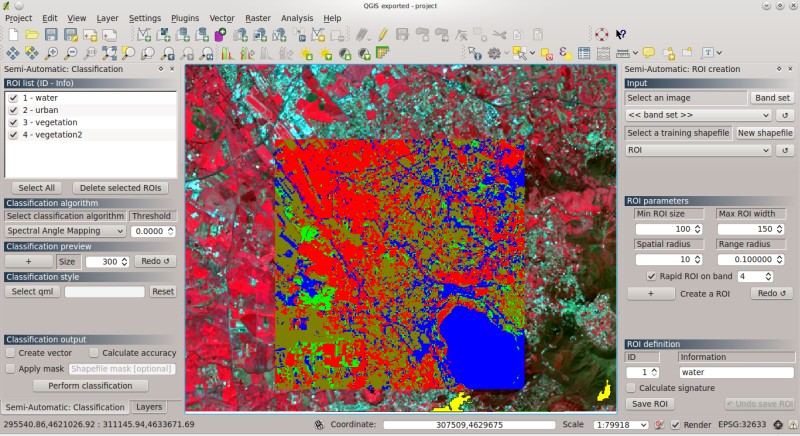 QGIS exported - project
Project Edit View Layer Settings Plugins Vector Raster Analysis Help
Semi-Automatic: Classification
ROI list (ID - Info)
1 - water
2 - urban
3 - vegetation
4 - vegetation2
Select All Delete selected ROIs
Classification algorithm
Select classification algorithm Threshold
Spectral Angle Mapping 0.0000
Classification preview
+ Size 300 Redo ↺
Classification style
Select qml Reset
Classification output
Create vector Calculate accuracy
Apply mask Shapefile mask [optional]
Perform classification
Semi-Automatic: Classification Layers
Semi-Automatic: ROI creation
Input
Select an image Band set
<< band set >> ↺
Select a training shapefile New shapefile
ROI ↺
ROI parameters
Min ROI size Max ROI width
100 150
Spatial radius Range radius
10 0.100000
Rapid ROI on band 4
+ Create a ROI Redo ↺
ROI definition
ID Information
1 water
Calculate signature
Save ROI ↶ Undo save ROI
295540.86,4621026.92 : 311145.94,4633671.69 Coordinate: 307509,4629675 Scale 1:79918 Render EPSG:32633